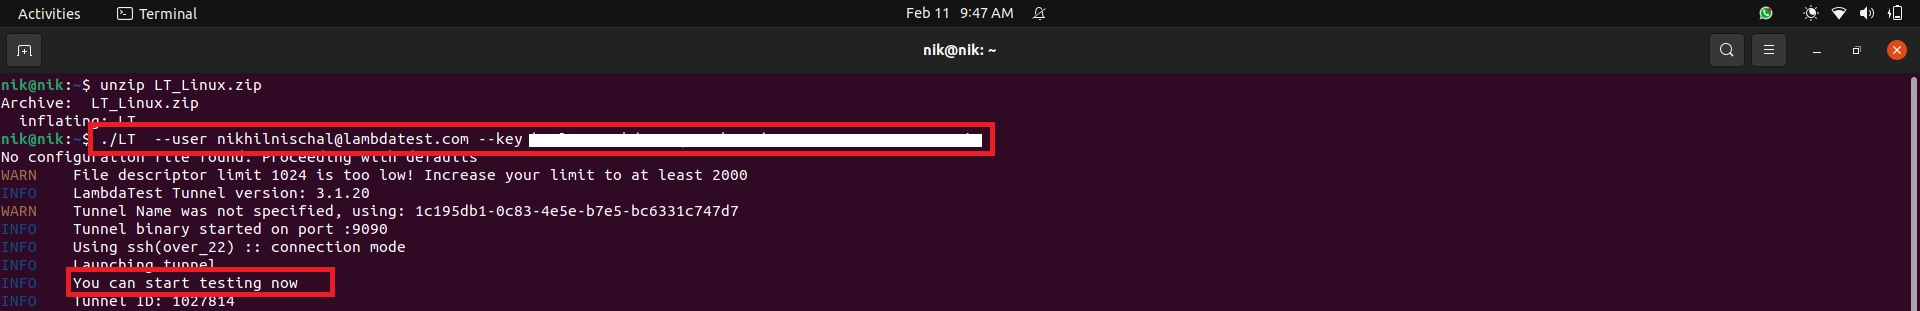 Activities Terminal Feb 11 9:47 AM
nik@nik: ~
nik@nik:~$ unzip LT_Linux.zip
Archive:  LT_Linux.zip
  inflating: LT
nik@nik:~$ ./LT  --user nikhilnischal@lambdatest.com --key
No configuration file found. Proceeding with defaults
WARN    File descriptor limit 1024 is too low! Increase your limit to at least 2000
INFO    LambdaTest Tunnel version: 3.1.20
WARN    Tunnel Name was not specified, using: 1c195db1-0c83-4e5e-b7e5-bc6331c747d7
INFO    Tunnel binary started on port :9090
INFO    Using ssh(over_22) :: connection mode
INFO    Launching tunnel
INFO    You can start testing now
INFO    Tunnel ID: 1027814